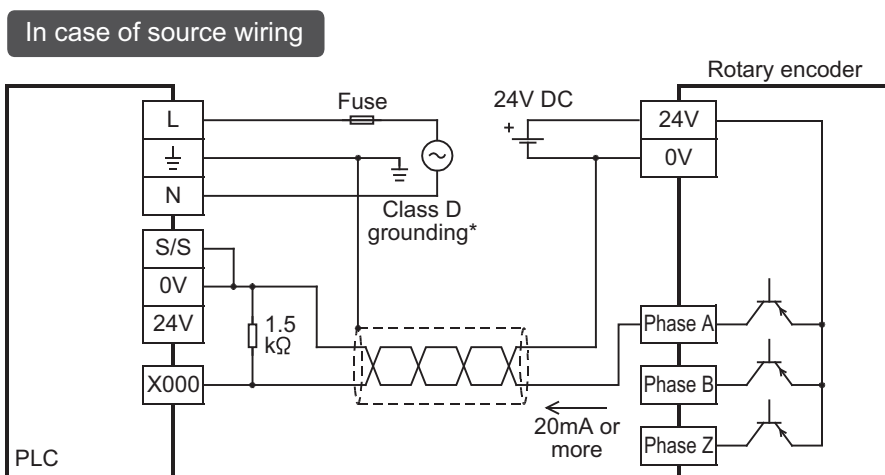 In case of source wiring
Rotary encoder
Fuse
24V DC
+
L
N
24V
0V
Class D
grounding*
S/S
0V
24V
X000
1.5
kΩ
Phase A
Phase B
Phase Z
20mA or
more
PLC